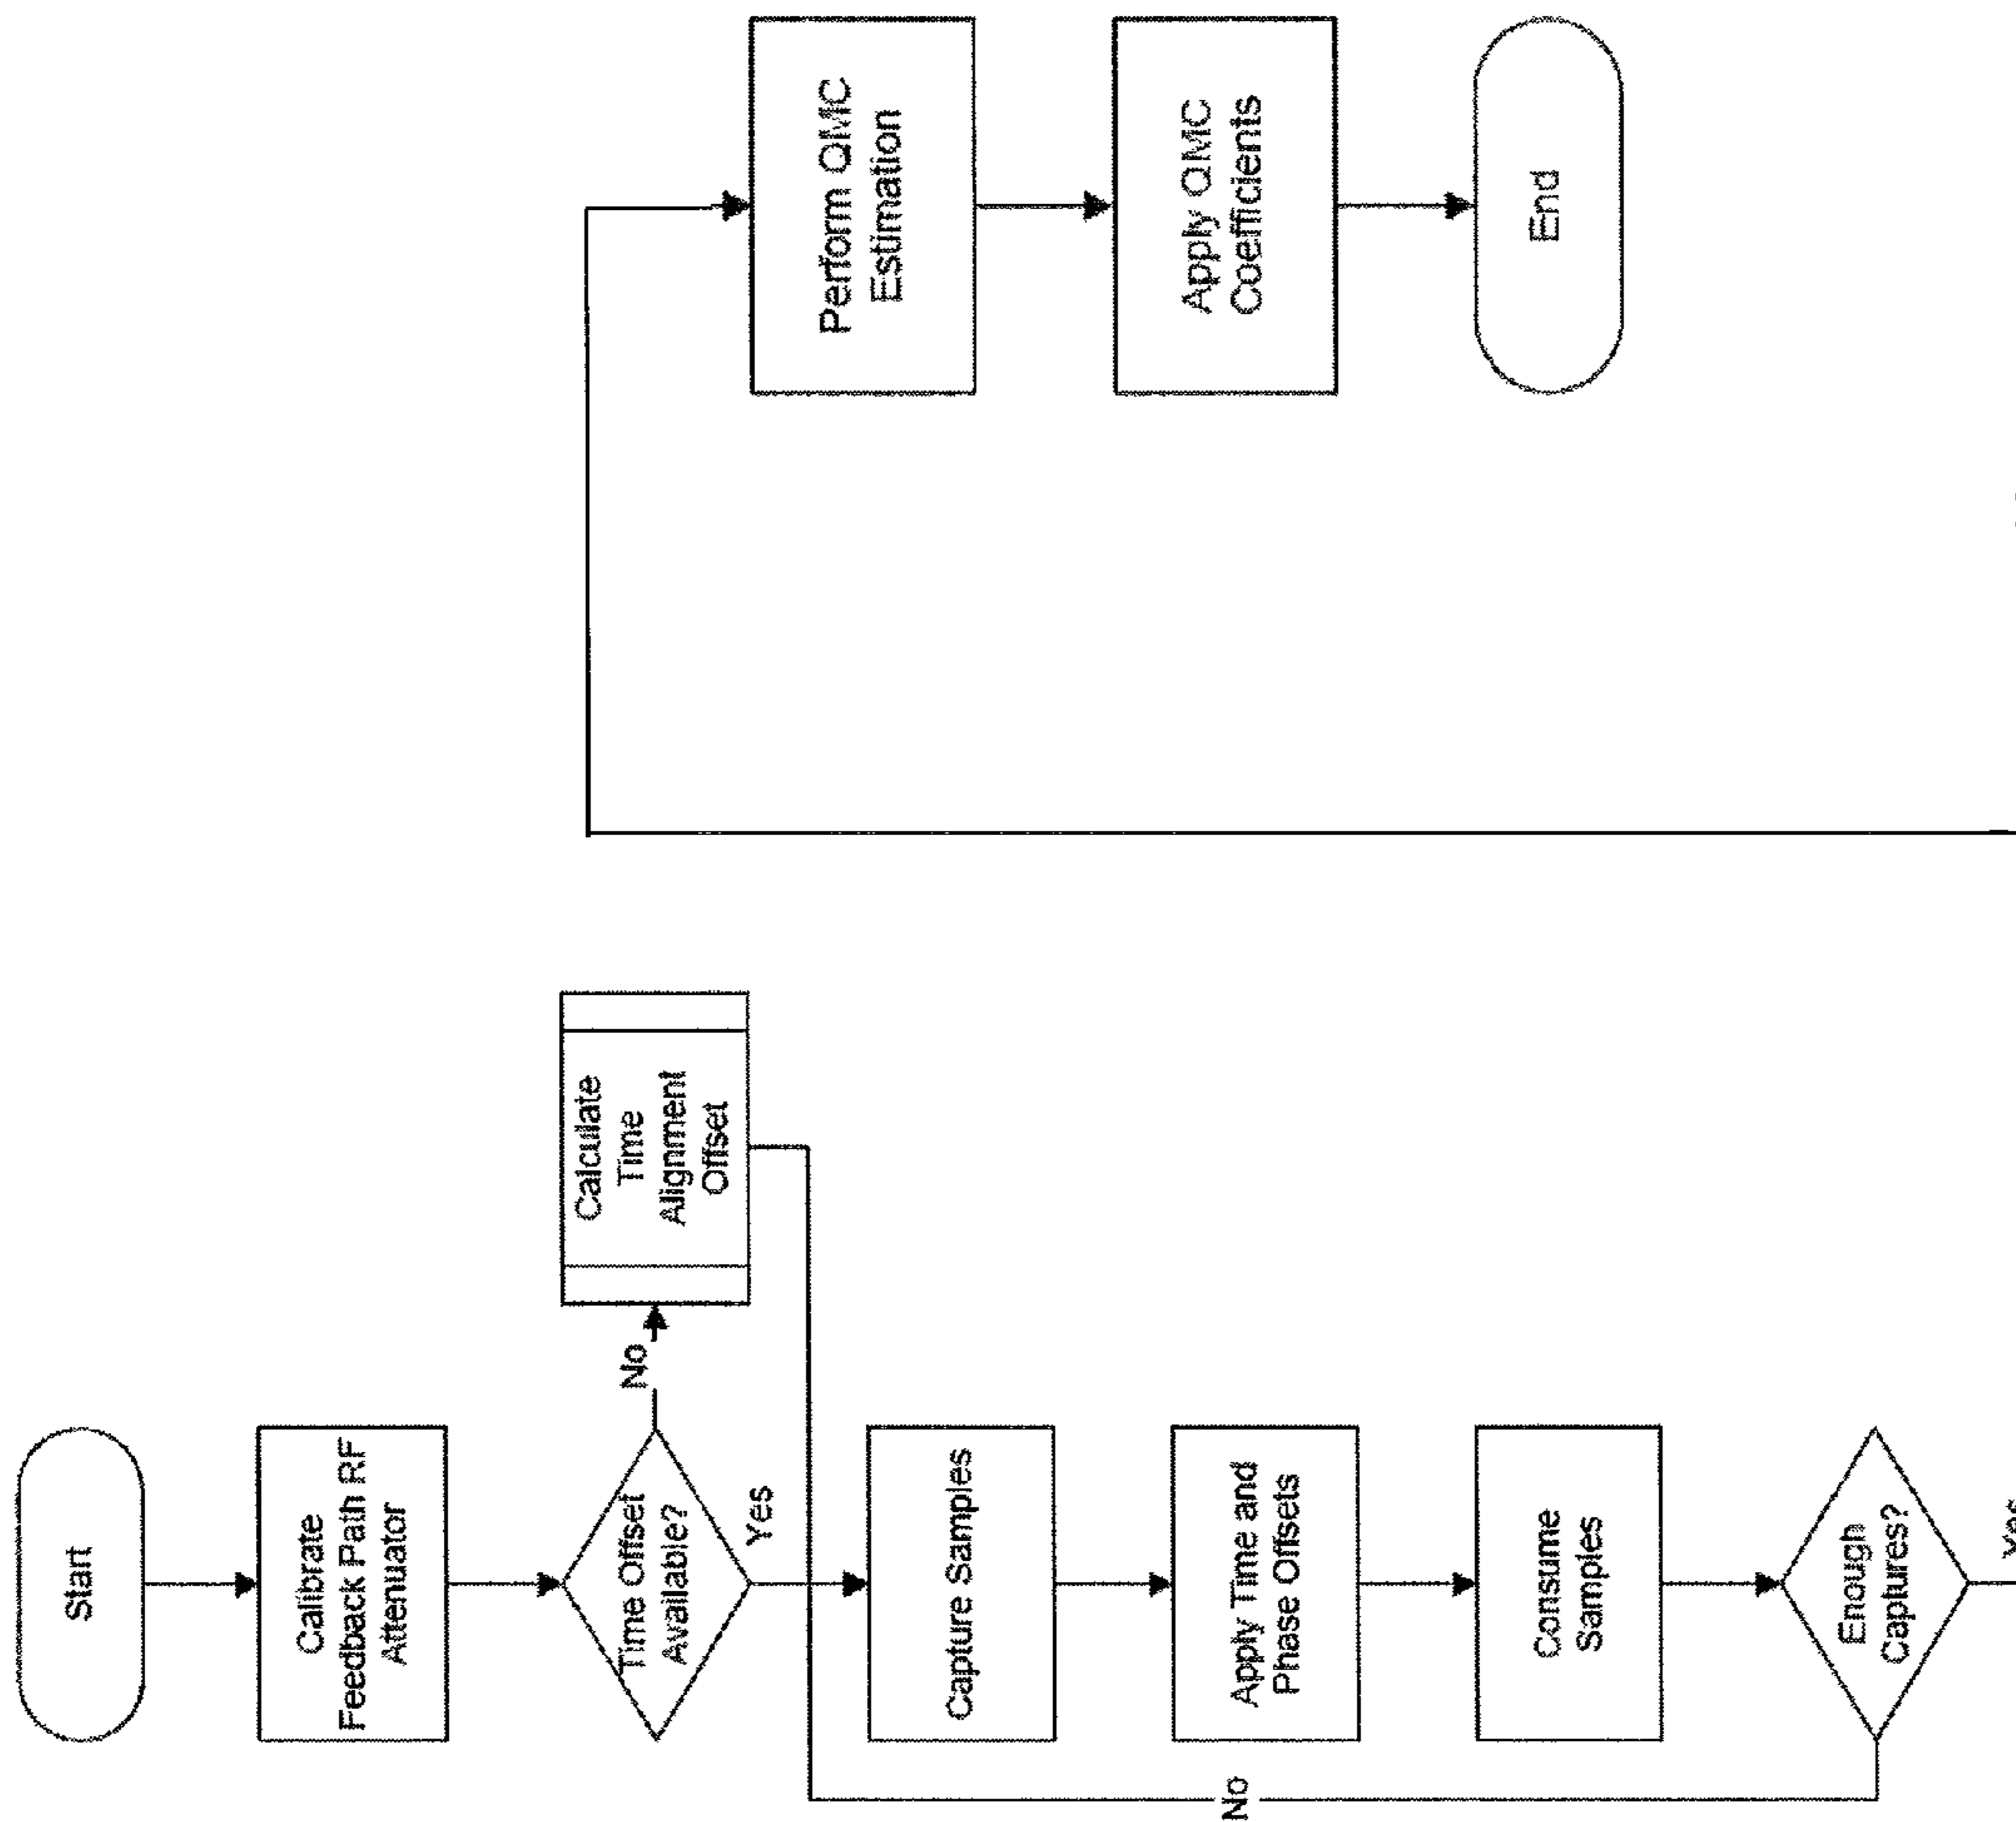 Start
Calibrate
Feedback Path RF
Attenuator
Time Offset
Available?
No
Calculate
Time
Alignment
Offset
Yes
Capture Samples
Apply Time and
Phase Offsets
Consume
Samples
Enough
Captures?
No
Yes
Perform QMC
Estimation
Apply QMC
Coefficients
End